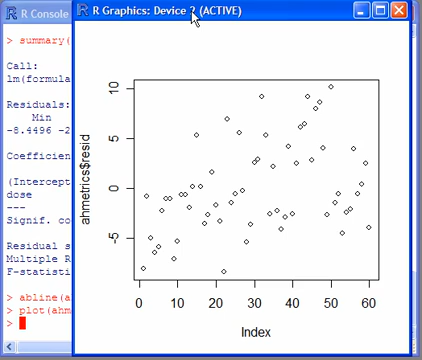 R Console
R Graphics: Device 2 (ACTIVE)
> summary(
Call:
lm(formula
Residuals:
Min
-8.4496 -2
Coefficien
(Intercept
dose
---
Signif. co
Residual s
Multiple R
F-statisti
> abline(a
> plot(ahm
>
ahmetrics$resid
10
5
0
-5
0 10 20 30 40 50 60
Index